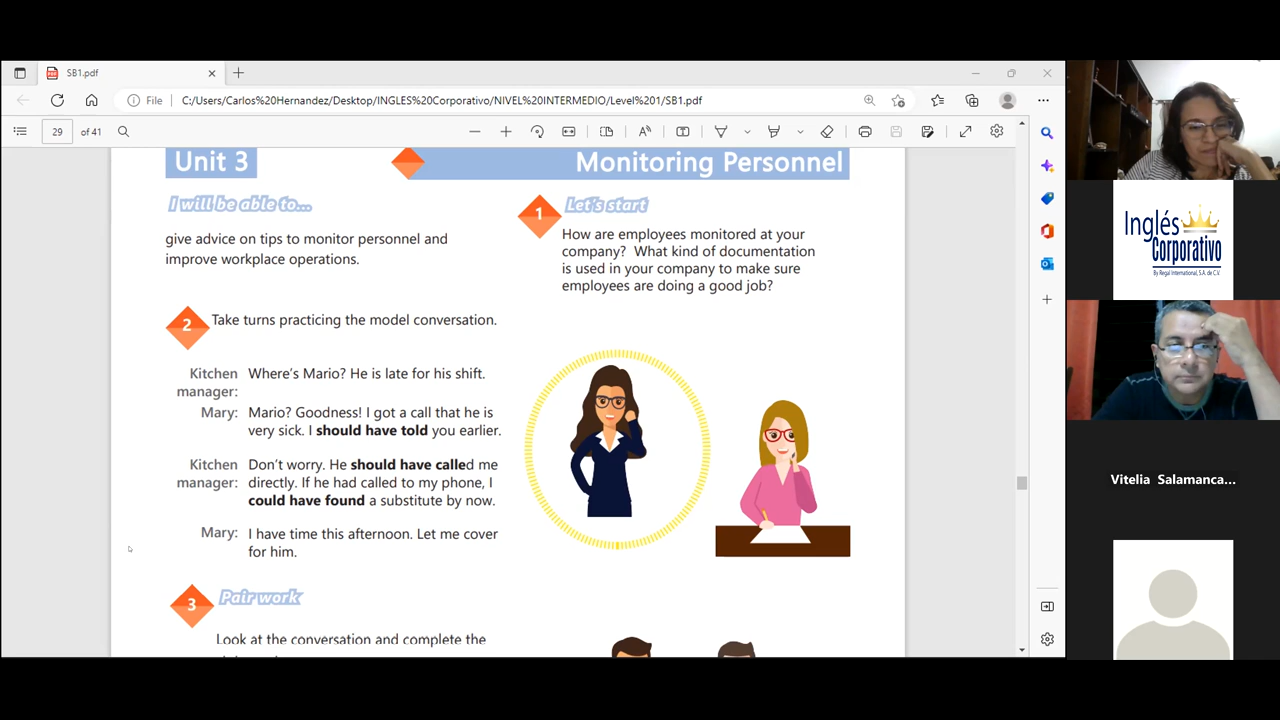 SB1.pdf
File
C:/Users/Carlos%20Hernandez/Desktop/INGLES%20Corporativo/NIVEL%20INTERMEDIO/Level%201/SB1.pdf
29 of 41
Unit 3
Monitoring Personnel
I will be able to...
give advice on tips to monitor personnel and
improve workplace operations.
1 Let's start
How are employees monitored at your
company? What kind of documentation
is used in your company to make sure
employees are doing a good job?
2 Take turns practicing the model conversation.
Kitchen manager: Where's Mario? He is late for his shift.
Mary: Mario? Goodness! I got a call that he is
very sick. I should have told you earlier.
Kitchen manager: Don't worry. He should have called me
directly. If he had called to my phone, I
could have found a substitute by now.
Mary: I have time this afternoon. Let me cover
for him.
3 Pair work
Look at the conversation and complete the
Inglés
Corporativo
By Regal International, S.A. de C.V.
Vitelia Salamanca...